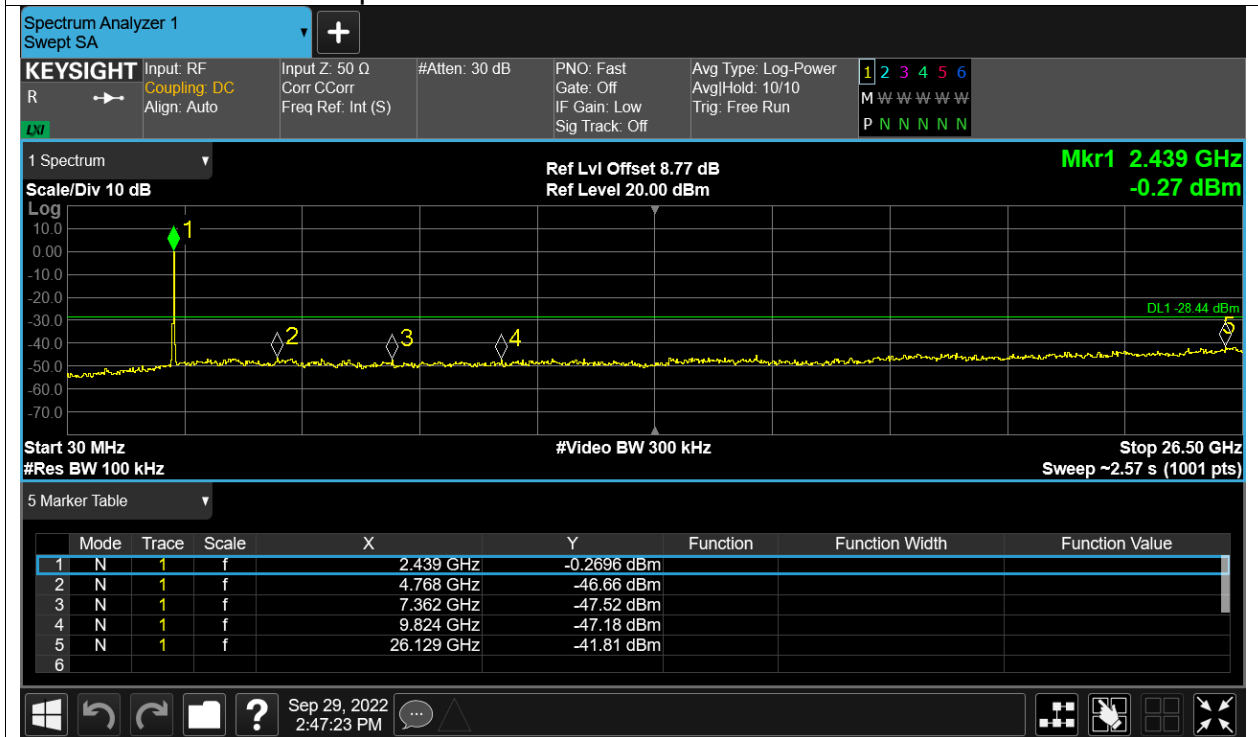 Spectrum Analyzer 1
Swept SA
+
KEYSIGHT Input: RF Input Z: 50 Ω #Atten: 30 dB PNO: Fast Avg Type: Log-Power 1 2 3 4 5 6
R Coupling: DC Corr CCorr Gate: Off Avg|Hold: 10/10 M W W W W W
Align: Auto Freq Ref: Int (S) IF Gain: Low Trig: Free Run
LXI Sig Track: Off P N N N N N
1 Spectrum Ref Lvl Offset 8.77 dB Mkr1 2.439 GHz
Scale/Div 10 dB Ref Level 20.00 dBm -0.27 dBm
Log
10.0 1
0.00
-10.0
-20.0
DL1 -28.44 dBm
-30.0
2 3 4 5
-40.0
-50.0
-60.0
-70.0
Start 30 MHz #Video BW 300 kHz Stop 26.50 GHz
#Res BW 100 kHz Sweep ~2.57 s (1001 pts)
5 Marker Table
Mode Trace Scale X Y Function Function Width Function Value
1 N 1 f 2.439 GHz -0.2696 dBm
2 N 1 f 4.768 GHz -46.66 dBm
3 N 1 f 7.362 GHz -47.52 dBm
4 N 1 f 9.824 GHz -47.18 dBm
5 N 1 f 26.129 GHz -41.81 dBm
6
? Sep 29, 2022
2:47:23 PM